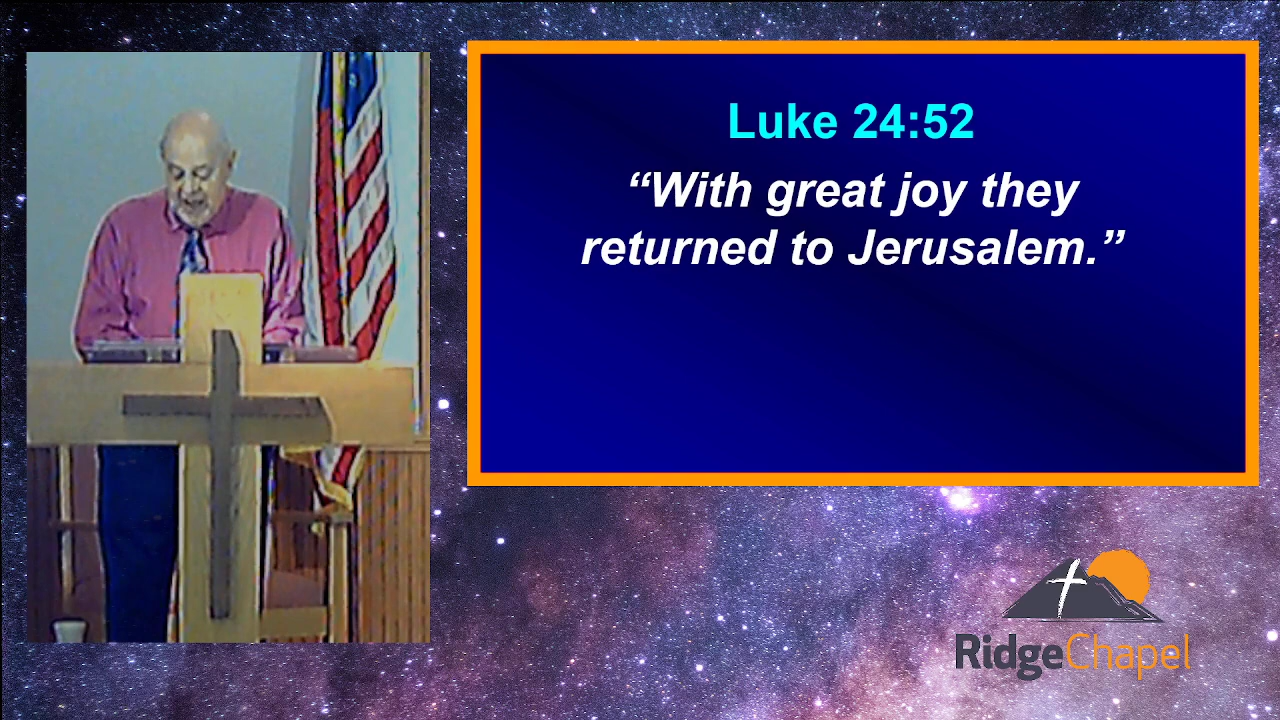 Luke 24:52
“With great joy they
returned to Jerusalem.”
RidgeChapel